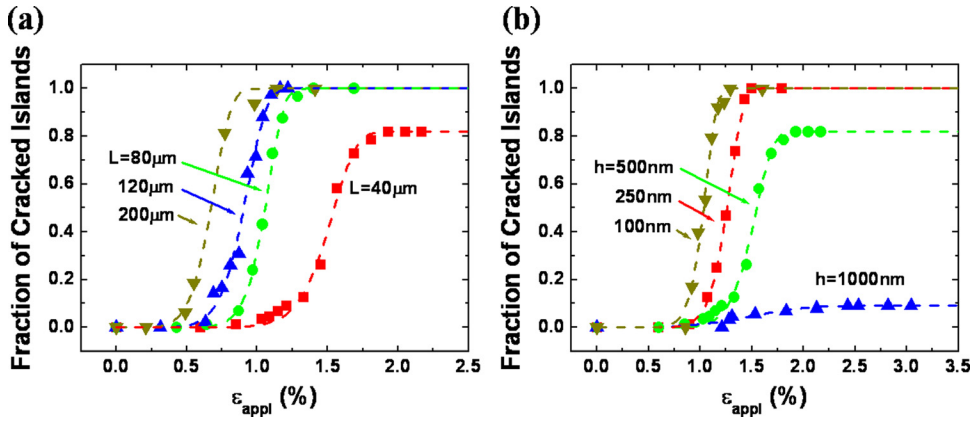 (a)
Fraction of Cracked Islands
1.0
0.8
0.6
0.4
0.2
0.0
L=80μm
120μm
200μm
L=40μm
0.0 0.5 1.0 1.5 2.0 2.5
ε_appl (%)
(b)
Fraction of Cracked Islands
1.0
0.8
0.6
0.4
0.2
0.0
h=500nm
250nm
100nm
h=1000nm
0.0 0.5 1.0 1.5 2.0 2.5 3.0 3.5
ε_appl (%)